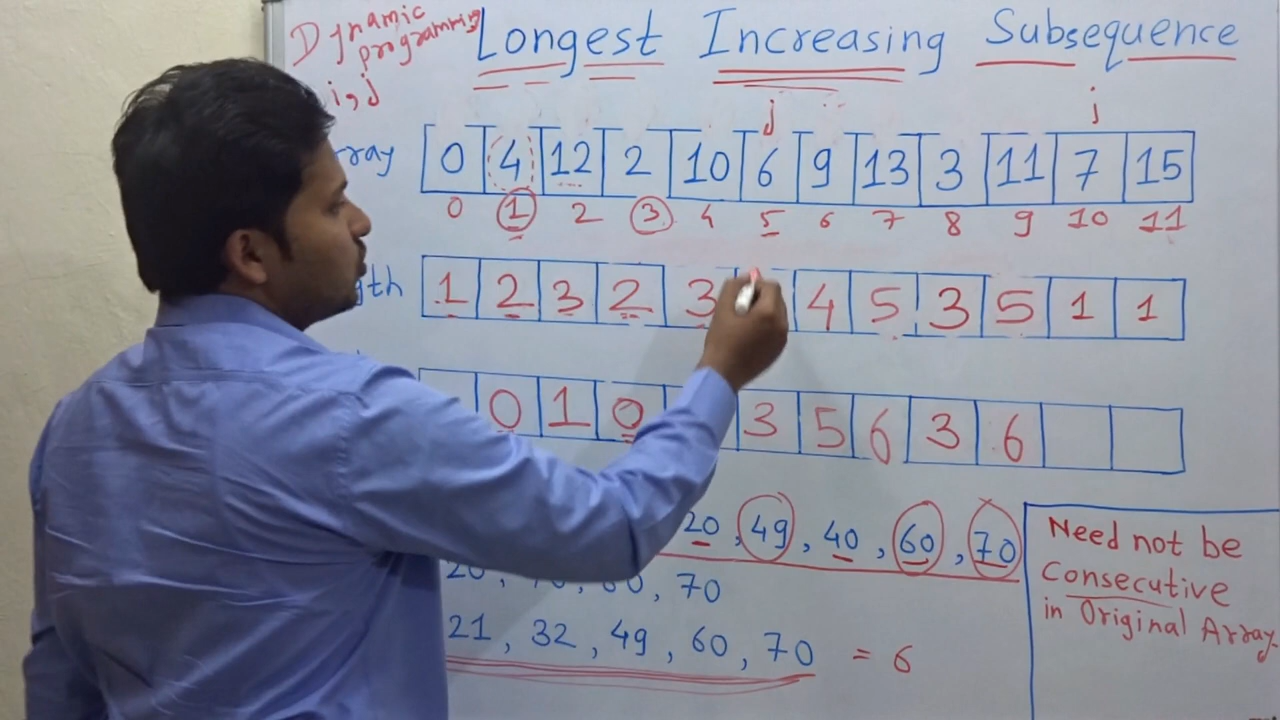 Dynamic programming
Longest Increasing Subsequence
i, j
j j
0 4 12 2 10 6 9 13 3 11 7 15
0 1 2 3 4 5 6 7 8 9 10 11
1 2 3 2 3 4 5 3 5 1 1
0 1 0 3 5 6 3 6
20, 49, 40, 60, 70
70
21, 32, 49, 60, 70 = 6
Need not be
Consecutive
in Original Array.